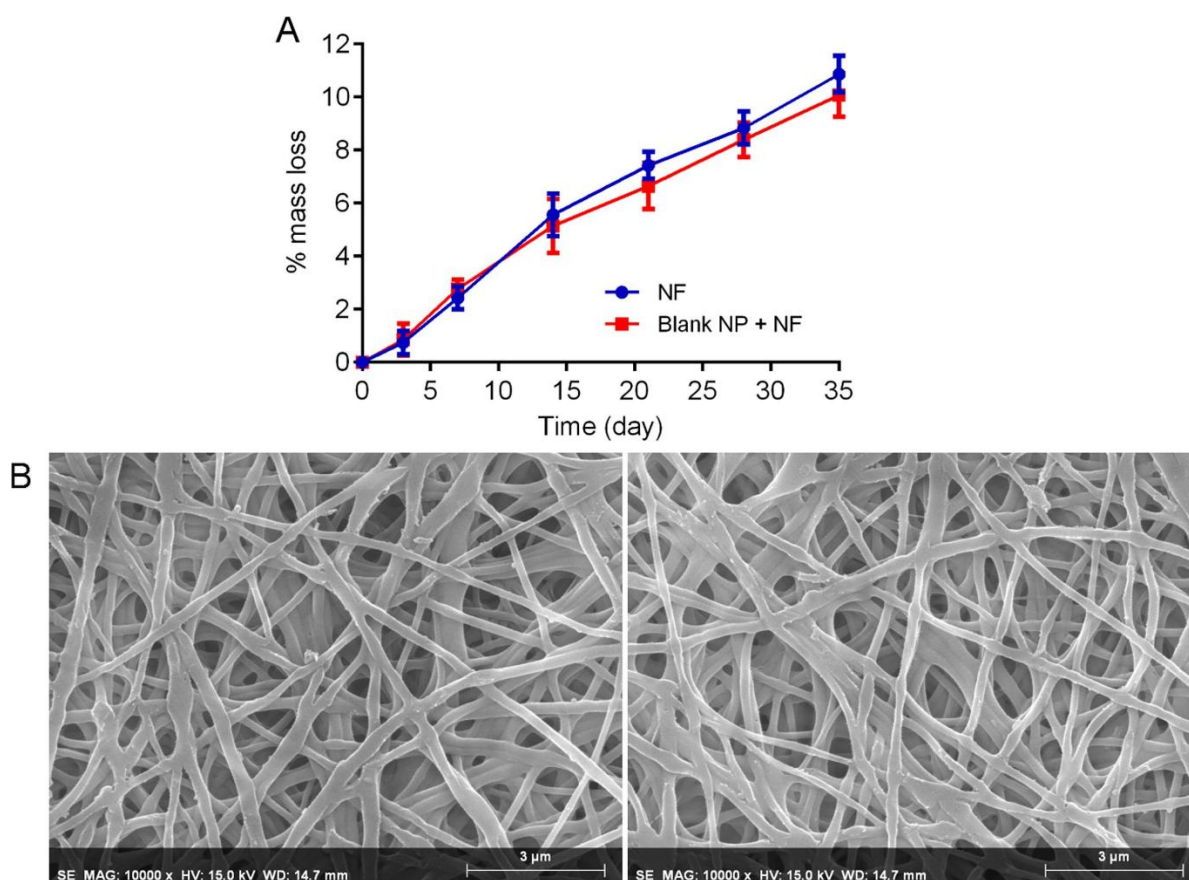 A
% mass loss
12
10
8
6
4
2
0
0 5 10 15 20 25 30 35
Time (day)
NF
Blank NP + NF
B
3 µm
SE MAG: 10000 x HV: 15.0 kV WD: 14.7 mm
3 µm
SE MAG: 10000 x HV: 15.0 kV WD: 14.7 mm